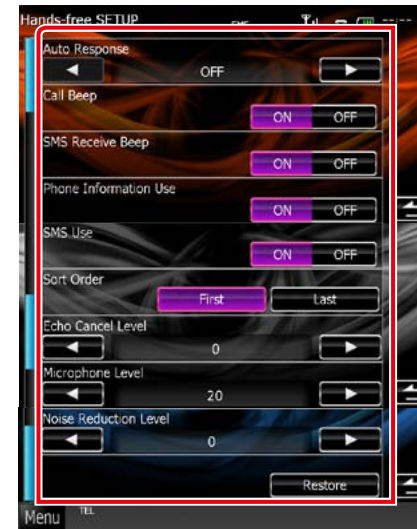 Hands-free SETUP
SMS
--:--
Auto Response
OFF
Call Beep
ON OFF
SMS Receive Beep
ON OFF
Phone Information Use
ON OFF
SMS Use
ON OFF
Sort Order
First Last
Echo Cancel Level
0
Microphone Level
20
Noise Reduction Level
0
Restore
Menu TEL